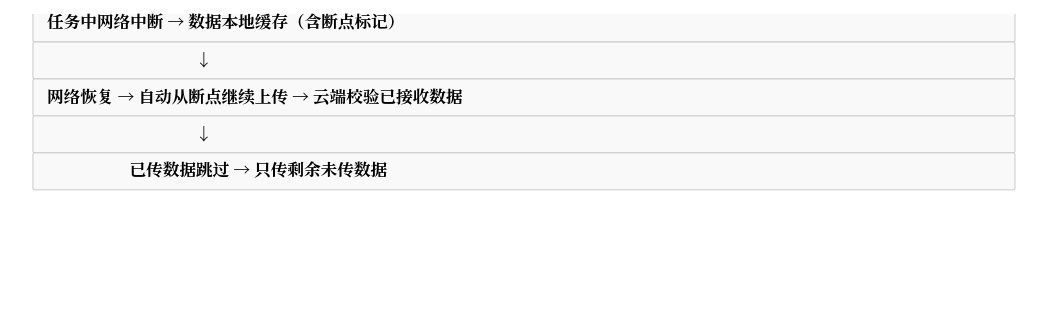 任务中网络中断 → 数据本地缓存（含断点标记）
↓
网络恢复 → 自动从断点继续上传 → 云端校验已接收数据
↓
已传数据跳过 → 只传剩余未传数据